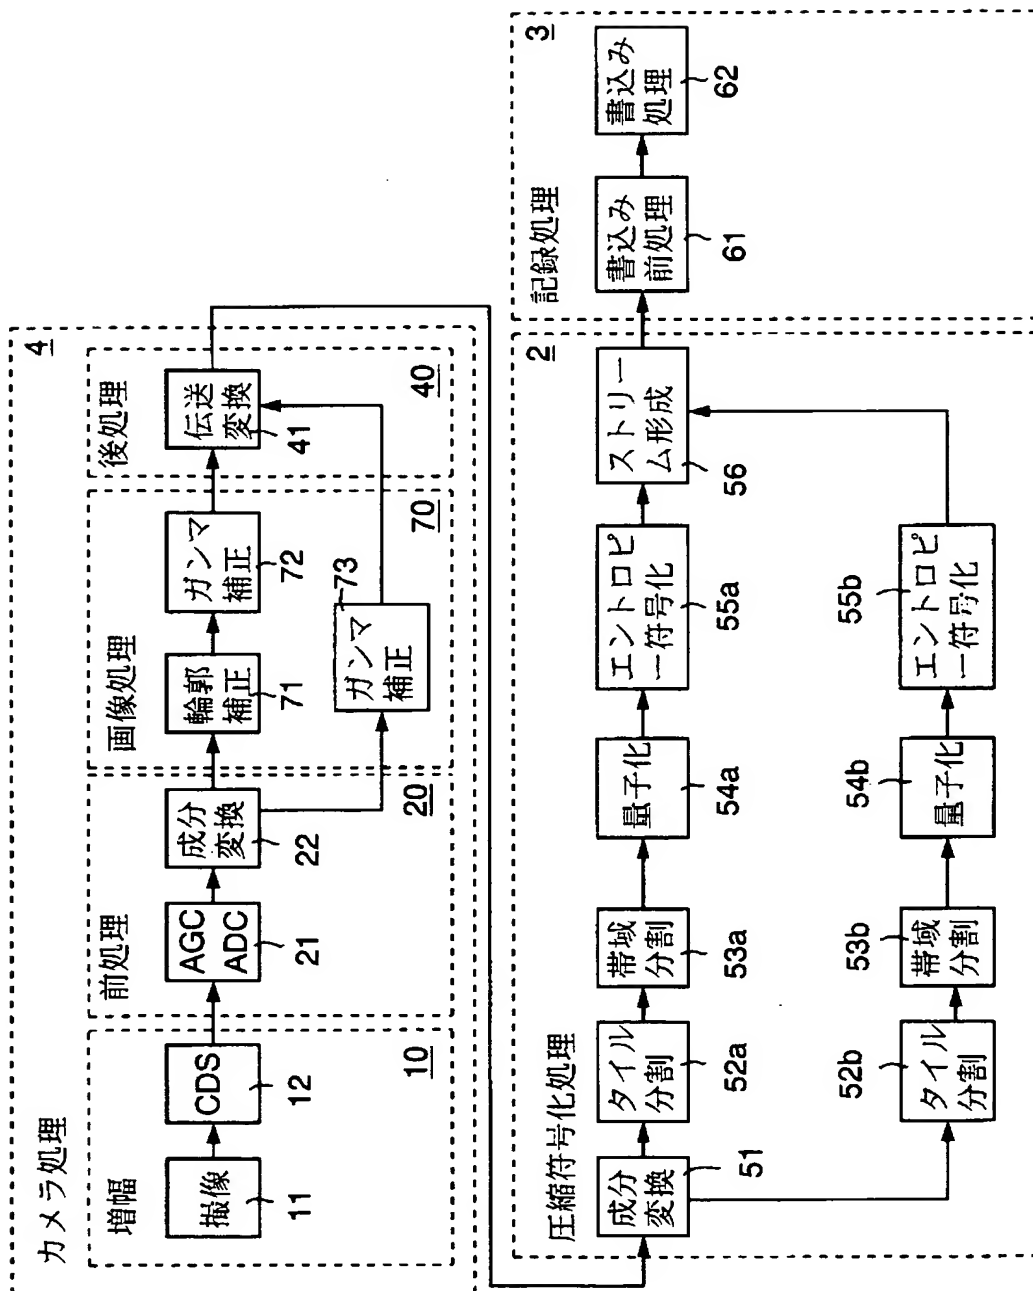 カメラ処理
4
増幅
10
撮像
11
CDS
12
前処理
20
AGC
ADC
21
成分
変換
22
画像処理
70
輪郭
補正
71
ガンマ
補正
72
ガンマ
補正
73
後処理
40
伝送
変換
41
圧縮符号化処理
2
成分
変換
51
タイル
分割
52a
帯域
分割
53a
量子化
54a
エントロピ
ー符号化
55a
ストリー
ム形成
56
タイル
分割
52b
帯域
分割
53b
量子化
54b
エントロピ
ー符号化
55b
記録処理
3
書込み
前処理
61
書込み
処理
62